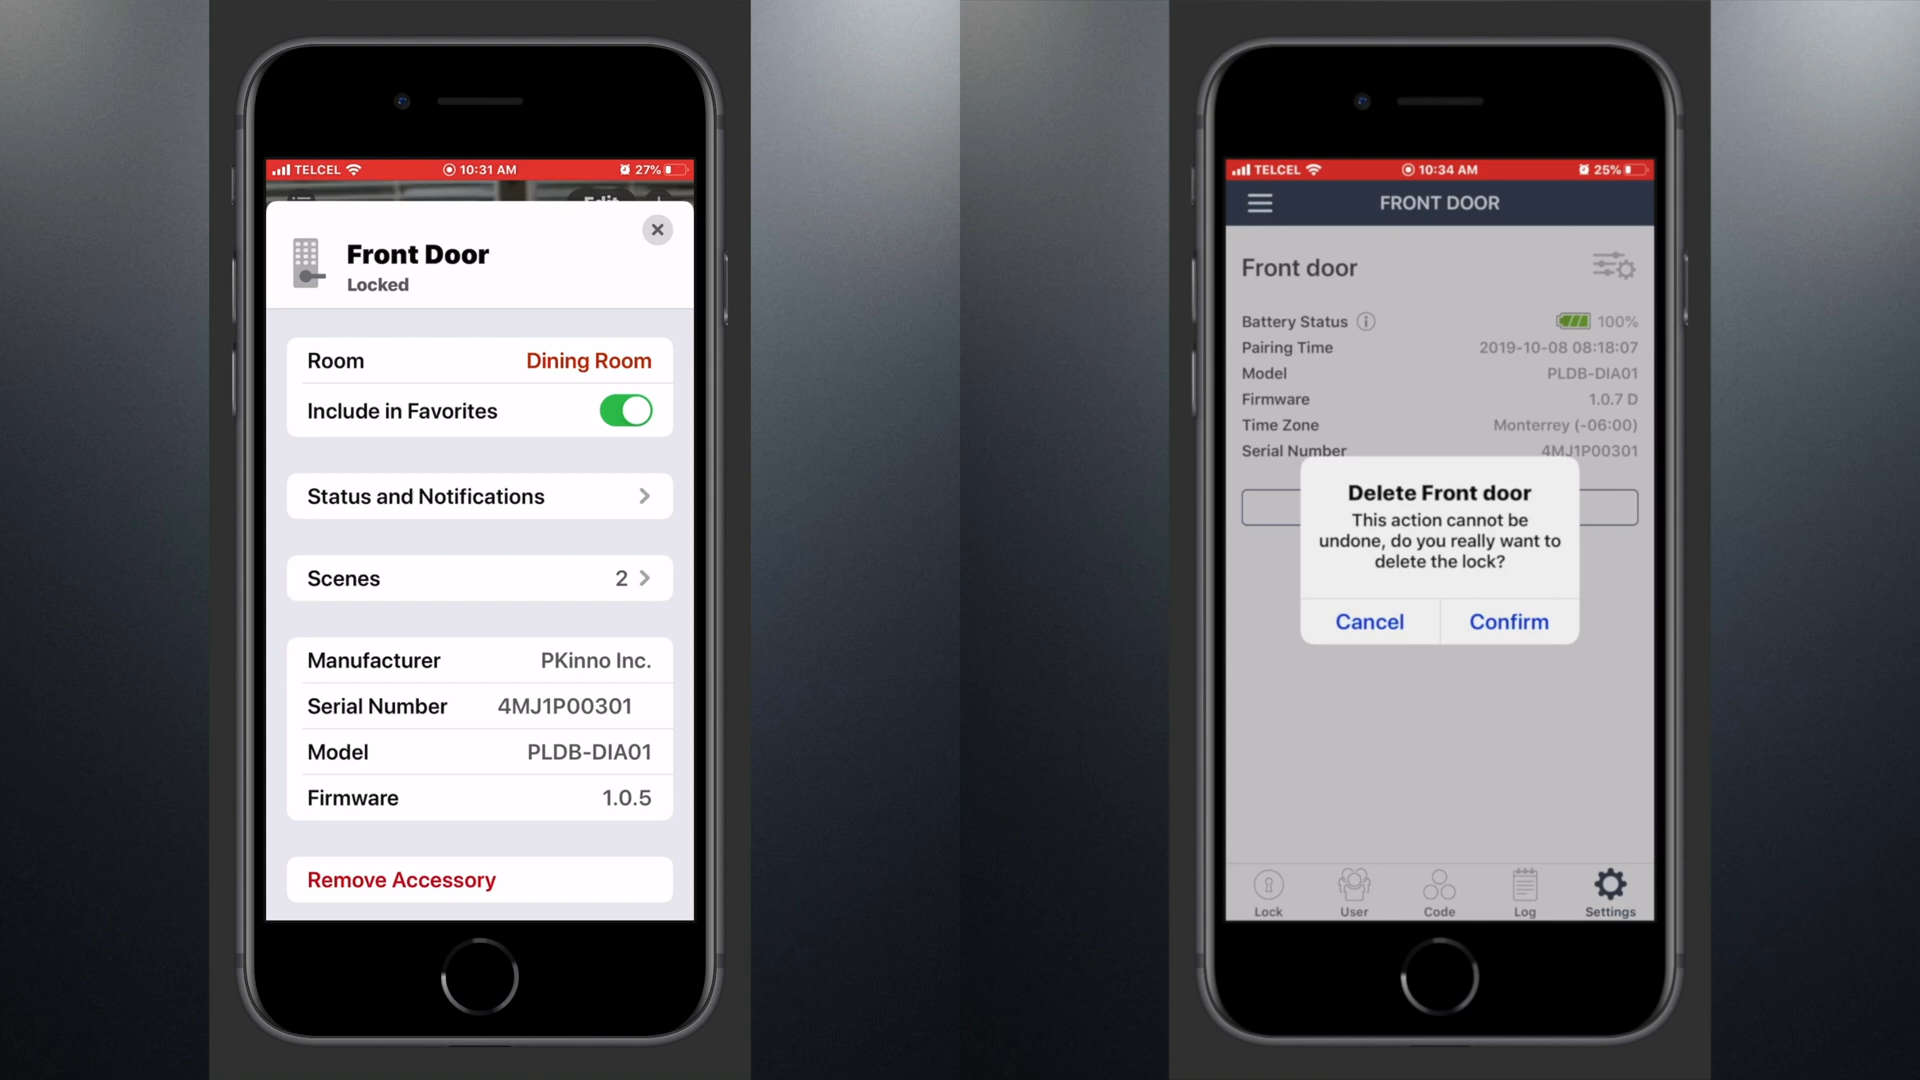 TELCEL 10:31 AM 27%
Front Door
Locked
Room Dining Room
Include in Favorites
Status and Notifications
Scenes 2
Manufacturer PKinno Inc.
Serial Number 4MJ1P00301
Model PLDB-DIA01
Firmware 1.0.5
Remove Accessory
TELCEL 10:34 AM 25%
FRONT DOOR
Front door
Battery Status 100%
Pairing Time 2019-10-08 08:18:07
Model PLDB-DIA01
Firmware 1.0.7 D
Time Zone Monterrey (-06:00)
Serial Number 4MJ1P00301
Delete Front door
This action cannot be
undone, do you really want to
delete the lock?
Cancel Confirm
Lock User Code Log Settings